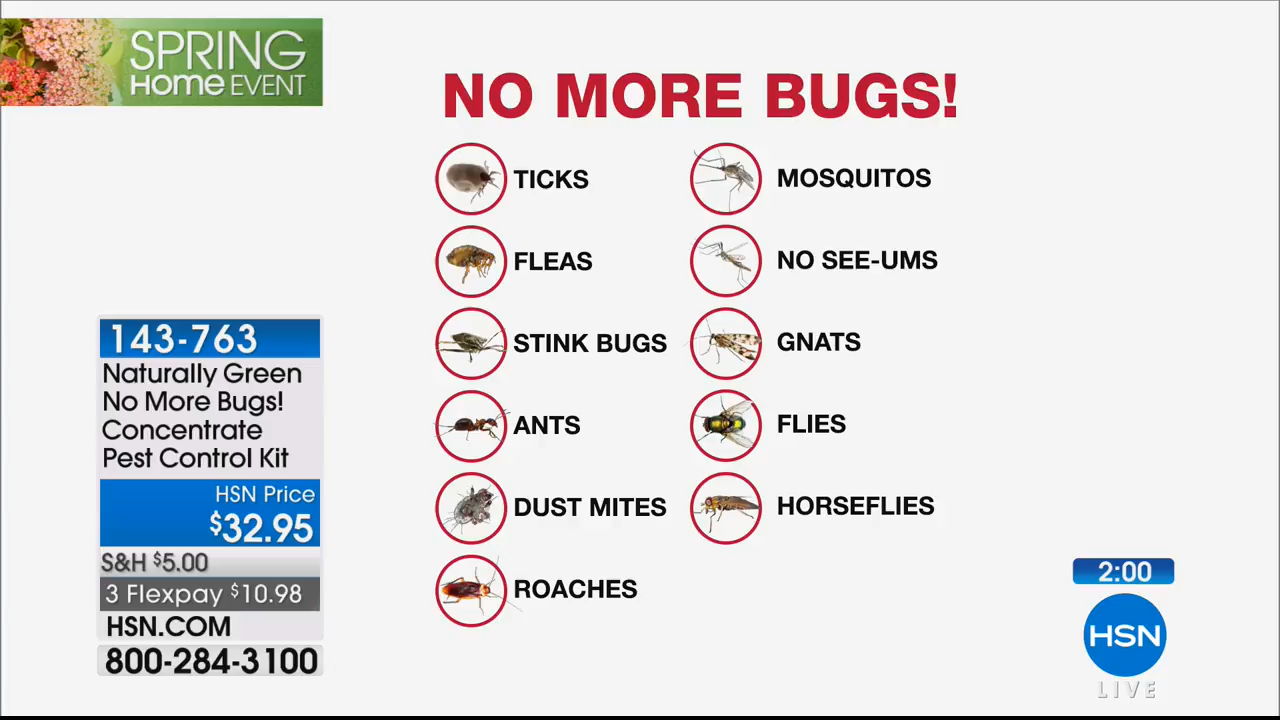 SPRING
Home EVENT
NO MORE BUGS!
TICKS
FLEAS
STINK BUGS
ANTS
DUST MITES
ROACHES
MOSQUITOS
NO SEE-UMS
GNATS
FLIES
HORSEFLIES
143-763
Naturally Green
No More Bugs!
Concentrate
Pest Control Kit
HSN Price
$32.95
S&H $5.00
3 Flexpay $10.98
HSN.COM
800-284-3100
2:00
HSN
LIVE